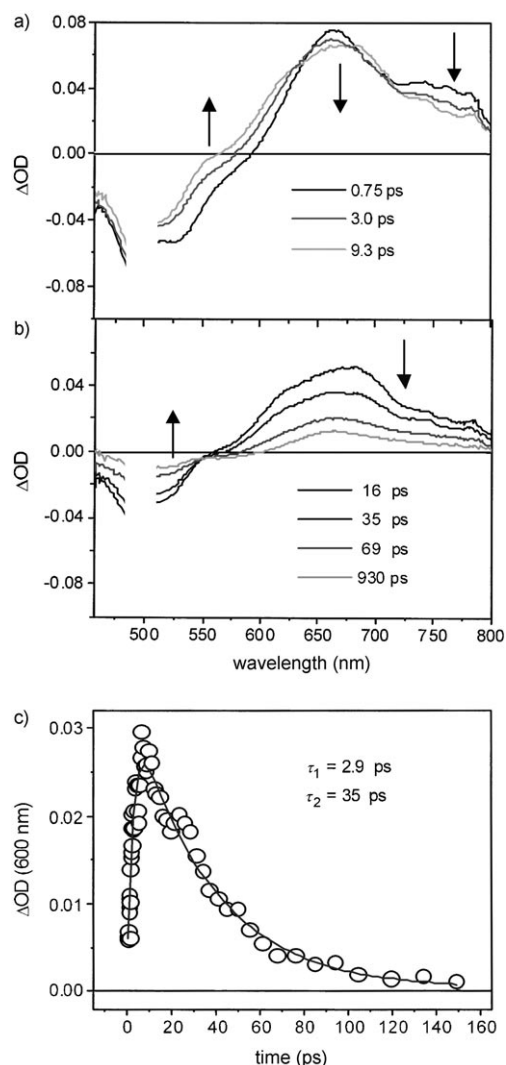 a)
0.08
0.04
0.00
-0.04
-0.08
ΔOD
0.75 ps
3.0 ps
9.3 ps
b)
0.04
0.00
-0.04
-0.08
ΔOD
16 ps
35 ps
69 ps
930 ps
500 550 600 650 700 750 800
wavelength (nm)
c)
0.03
0.02
0.01
0.00
ΔOD (600 nm)
τ1 = 2.9 ps
τ2 = 35 ps
0 20 40 60 80 100 120 140 160
time (ps)